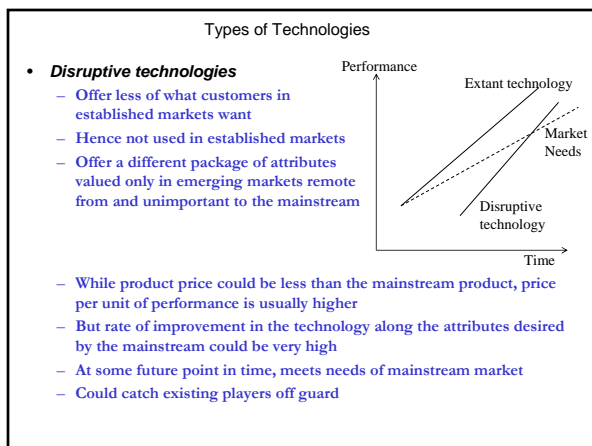 Types of Technologies
• Disruptive technologies
– Offer less of what customers in
established markets want
– Hence not used in established markets
– Offer a different package of attributes
valued only in emerging markets remote
from and unimportant to the mainstream
Performance
Extant technology
Market
Needs
Disruptive
technology
Time
– While product price could be less than the mainstream product, price
per unit of performance is usually higher
– But rate of improvement in the technology along the attributes desired
by the mainstream could be very high
– At some future point in time, meets needs of mainstream market
– Could catch existing players off guard